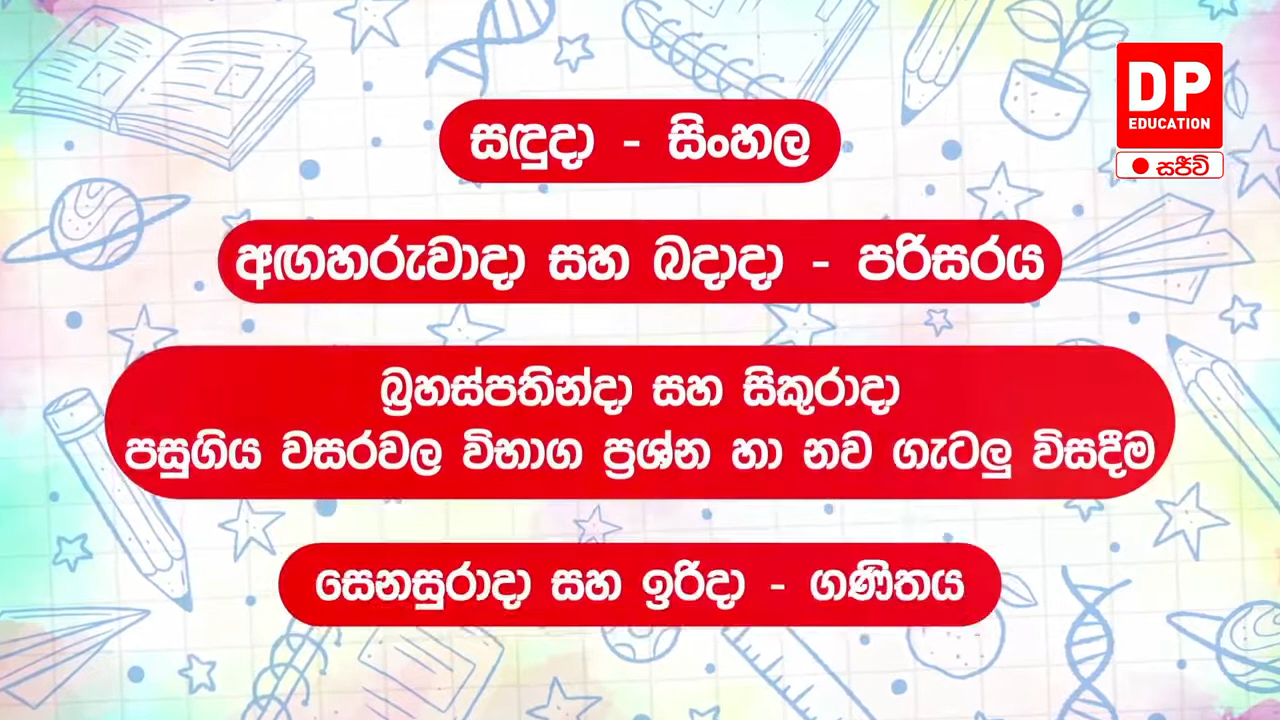 DP
EDUCATION
සජීවි
සඳුදා - සිංහල
අඟහරුවාදා සහ බදාදා - පරිසරය
බ්‍රහස්පතින්දා සහ සිකුරාදා
පසුගිය වසරවල විභාග ප්‍රශ්න හා නව ගැටලු විසදීම
සෙනසුරාදා සහ ඉරිදා - ගණිතය